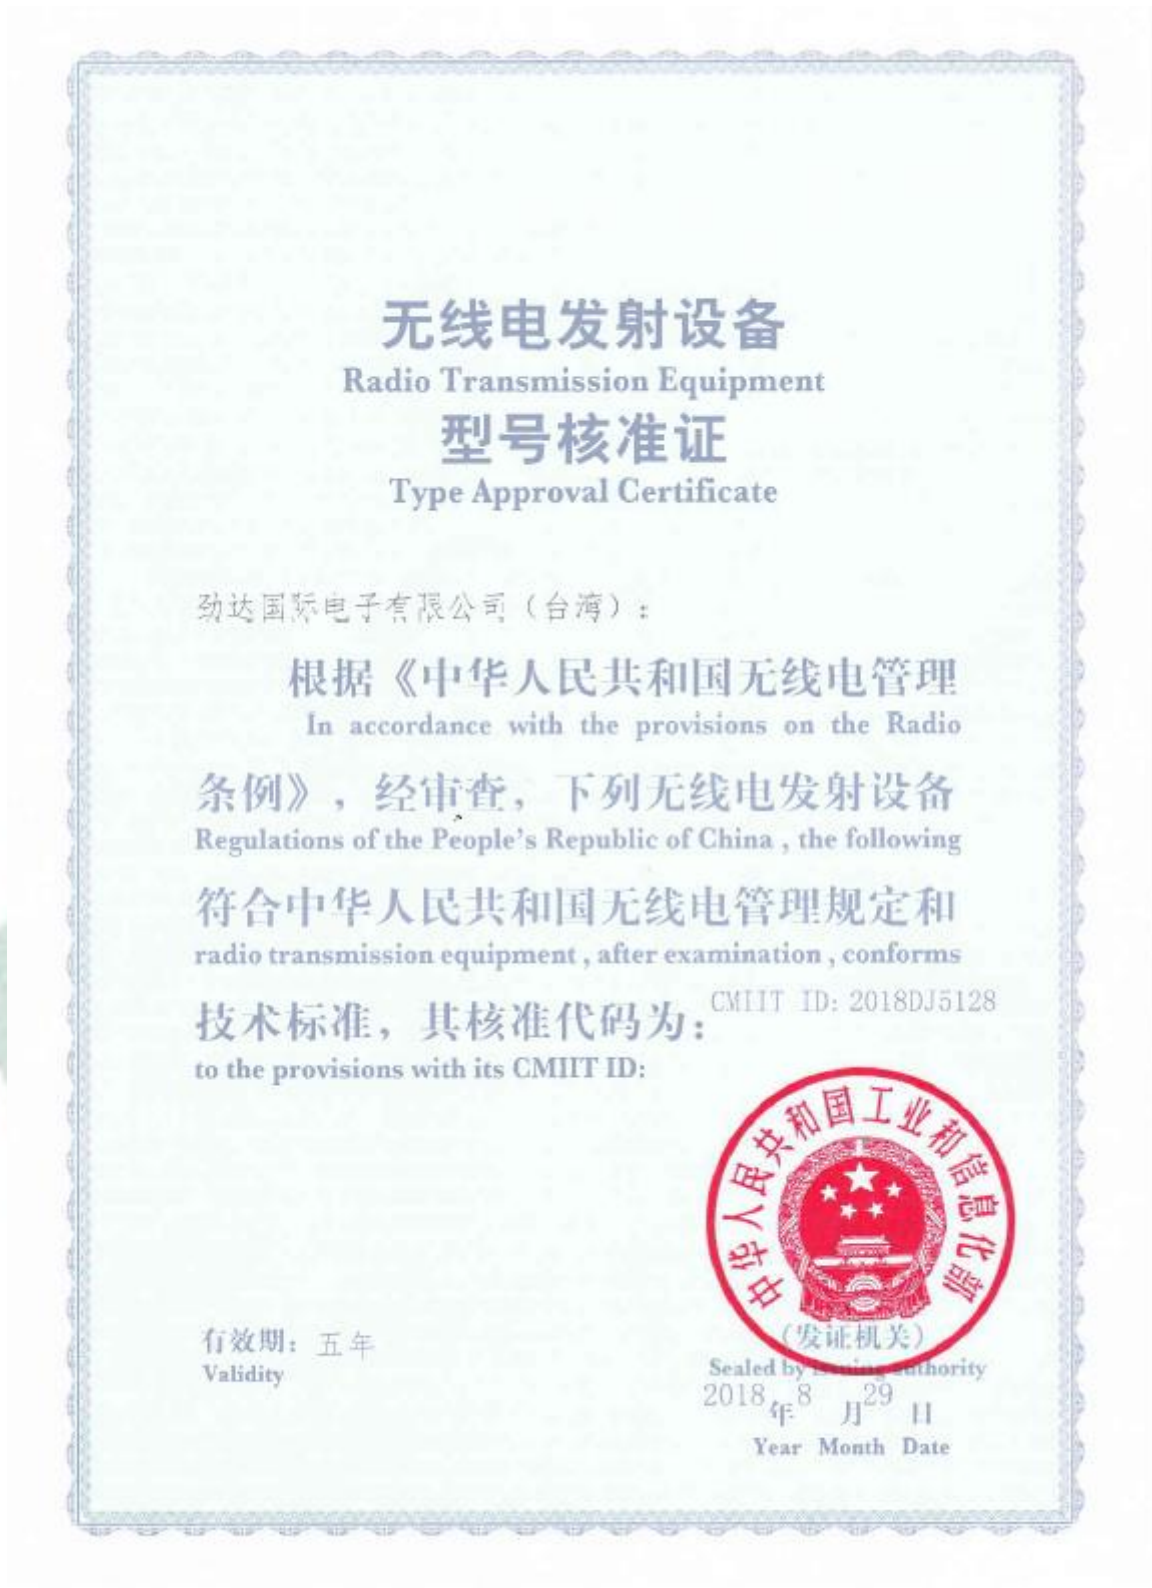 无线电发射设备
Radio Transmission Equipment
型号核准证
Type Approval Certificate
劲达国际电子有限公司（台湾）：
根据《中华人民共和国无线电管理
In accordance with the provisions on the Radio
条例》，经审查，下列无线电发射设备
Regulations of the People's Republic of China , the following
符合中华人民共和国无线电管理规定和
radio transmission equipment , after examination , conforms
技术标准，其核准代码为：CMIIT ID: 2018DJ5128
to the provisions with its CMIIT ID:
中华人民共和国工业和信息化部
有效期：五年
Validity
（发证机关）
Sealed by issuing authority
2018年8月29日
Year Month Date